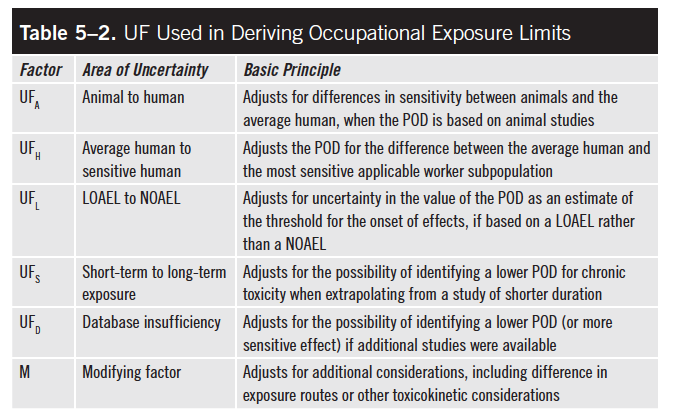 Table 5–2. UF Used in Deriving Occupational Exposure Limits
Factor Area of Uncertainty Basic Principle
UFA Animal to human Adjusts for differences in sensitivity between animals and the
average human, when the POD is based on animal studies
UFH Average human to Adjusts the POD for the difference between the average human and
sensitive human the most sensitive applicable worker subpopulation
UFL LOAEL to NOAEL Adjusts for uncertainty in the value of the POD as an estimate of
the threshold for the onset of effects, if based on a LOAEL rather
than a NOAEL
UFS Short-term to long-term Adjusts for the possibility of identifying a lower POD for chronic
exposure toxicity when extrapolating from a study of shorter duration
UFD Database insufficiency Adjusts for the possibility of identifying a lower POD (or more
sensitive effect) if additional studies were available
M Modifying factor Adjusts for additional considerations, including difference in
exposure routes or other toxicokinetic considerations